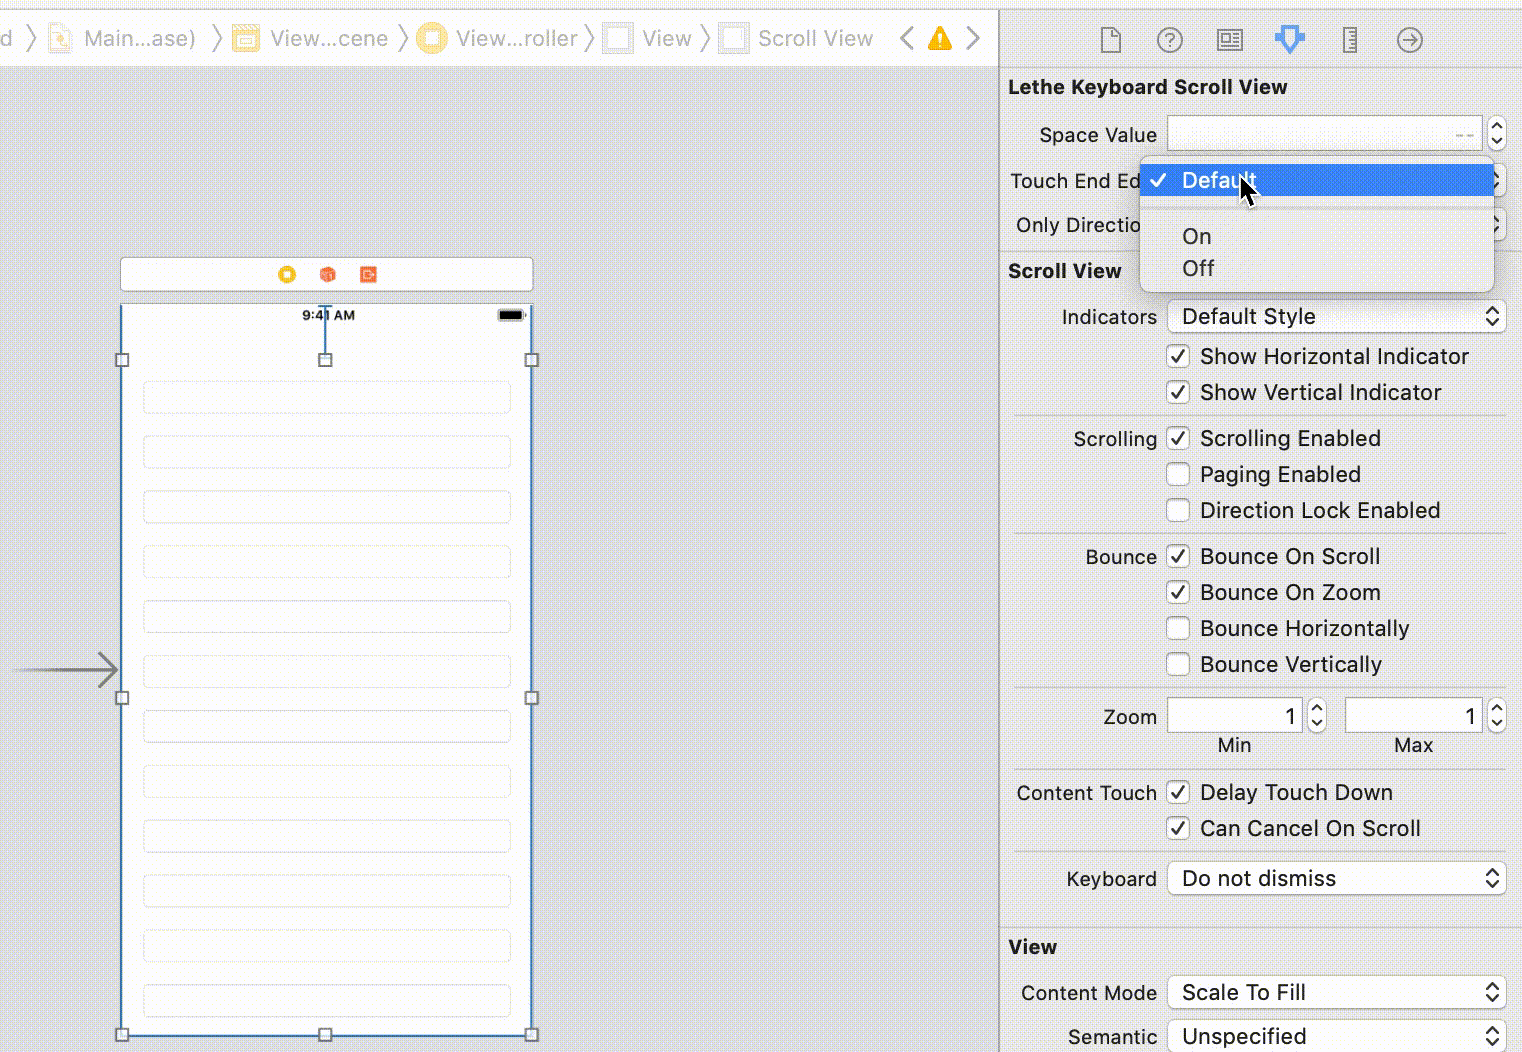 d Main...ase) View...cene View...roller View Scroll View
Lethe Keyboard Scroll View
Space Value --
Touch End Ed
Default
Only Directio
On
Off
Scroll View
Indicators Default Style
Show Horizontal Indicator
Show Vertical Indicator
Scrolling Scrolling Enabled
Paging Enabled
Direction Lock Enabled
Bounce Bounce On Scroll
Bounce On Zoom
Bounce Horizontally
Bounce Vertically
Zoom 1 1
Min Max
Content Touch Delay Touch Down
Can Cancel On Scroll
Keyboard Do not dismiss
View
Content Mode Scale To Fill
Semantic Unspecified
9:41 AM